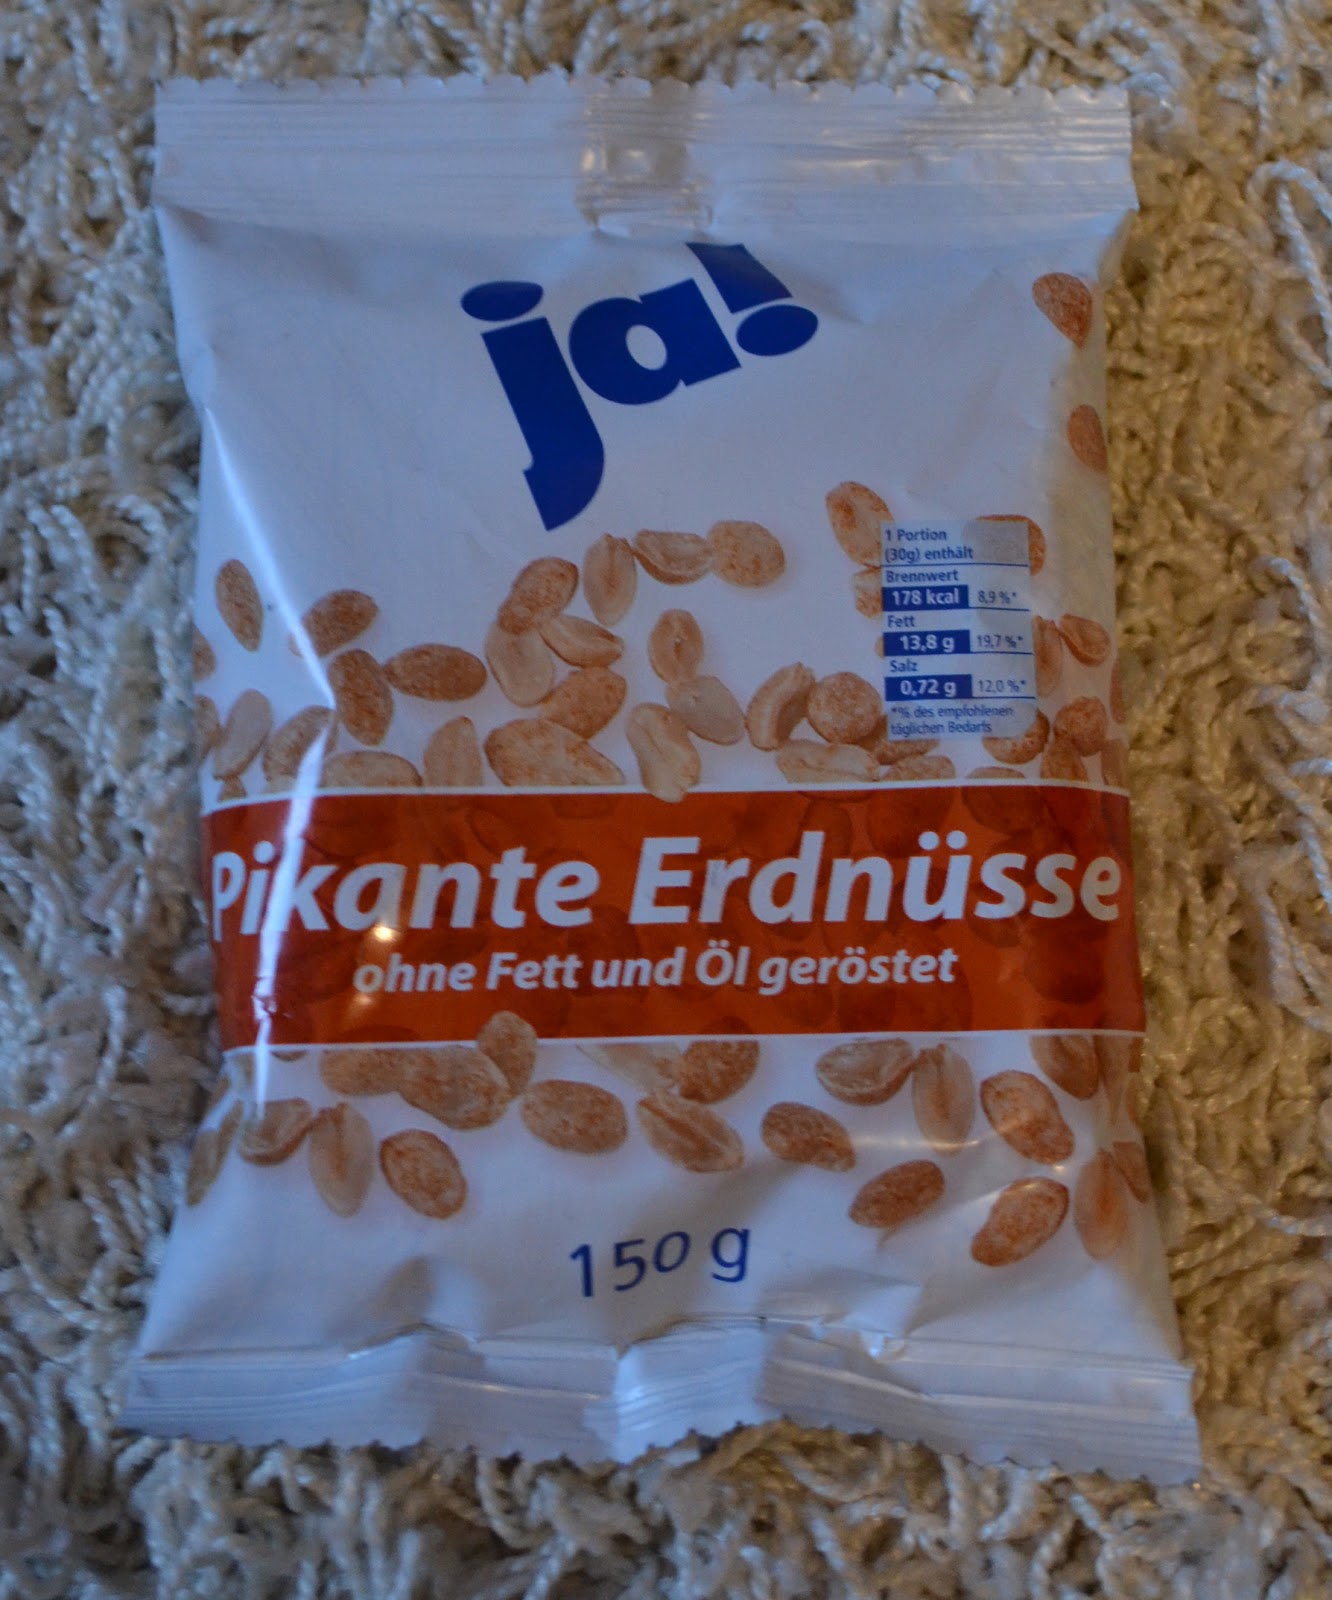 ja!
1 Portion
(30g) enthält
Brennwert
178 kcal 8,9 %*
Fett
13,8 g 19,7 %*
Salz
0,72 g 12,0 %*
*% des empfohlenen
täglichen Bedarfs
Pikante Erdnüsse
ohne Fett und Öl geröstet
150 g